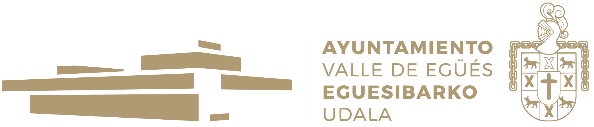 AYUNTAMIENTO
VALLE DE EGÜÉS
EGUESIBARKO
UDALA